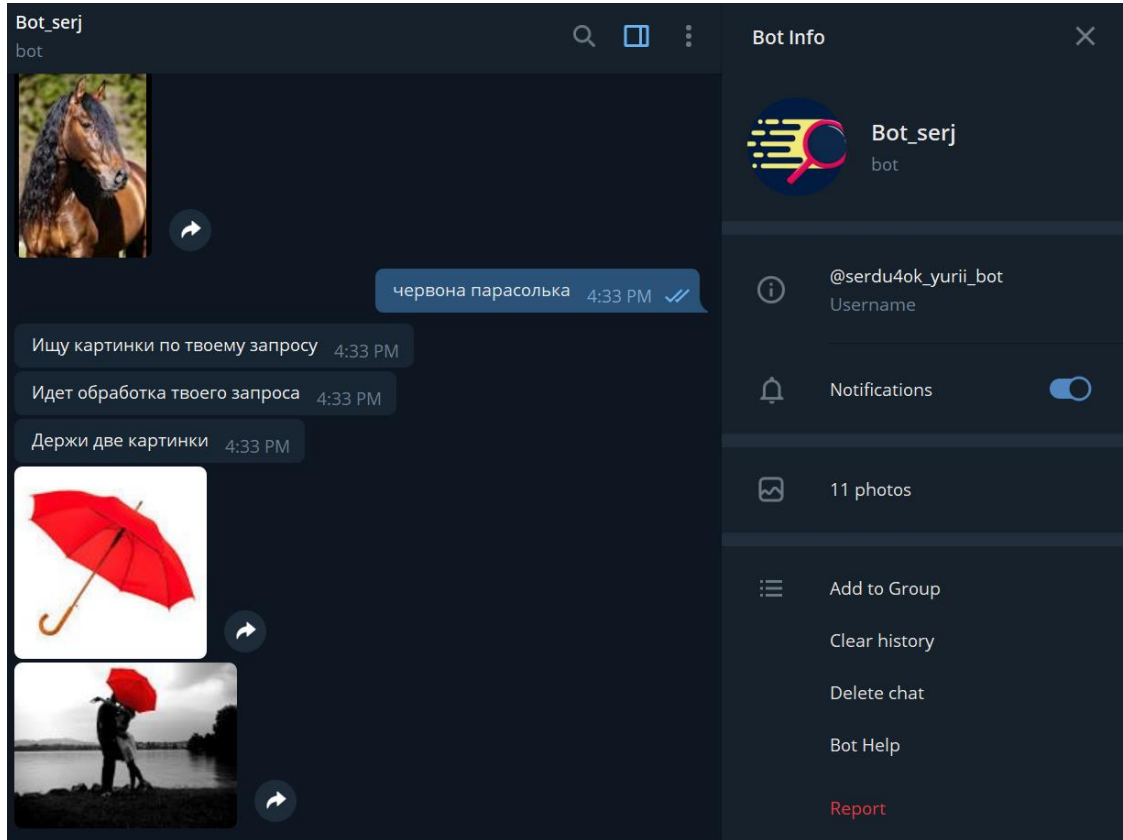 Bot_serj
bot
червона парасолька 4:33 PM
Ищу картинки по твоему запросу 4:33 PM
Идет обработка твоего запроса 4:33 PM
Держи две картинки 4:33 PM
Bot Info
Bot_serj
bot
@serdu4ok_yurii_bot
Username
Notifications
11 photos
Add to Group
Clear history
Delete chat
Bot Help
Report